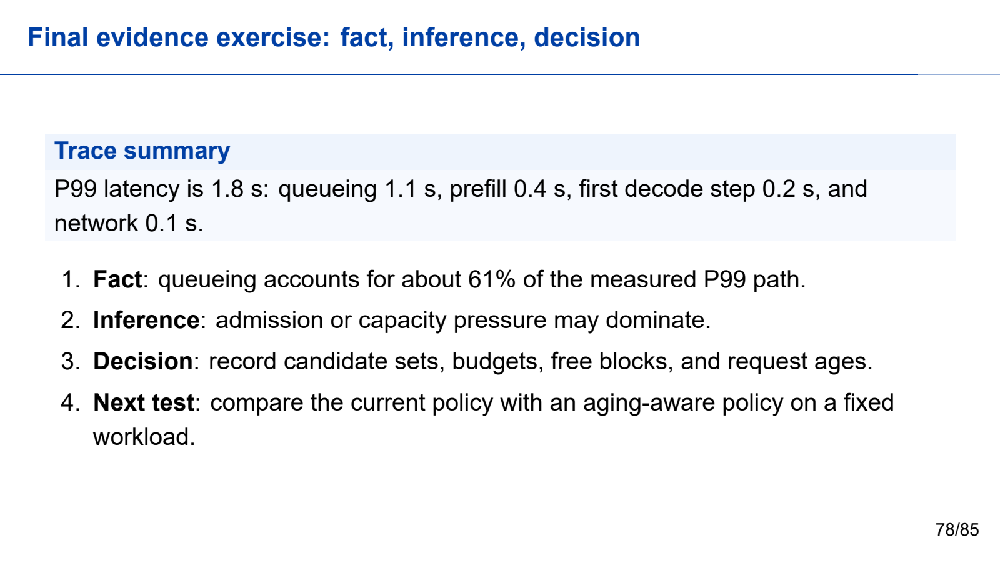 Final evidence exercise: fact, inference, decision
Trace summary
P99 latency is 1.8 s: queueing 1.1 s, prefill 0.4 s, first decode step 0.2 s, and
network 0.1 s.
1. Fact: queueing accounts for about 61% of the measured P99 path.
2. Inference: admission or capacity pressure may dominate.
3. Decision: record candidate sets, budgets, free blocks, and request ages.
4. Next test: compare the current policy with an aging-aware policy on a fixed
workload.
78/85